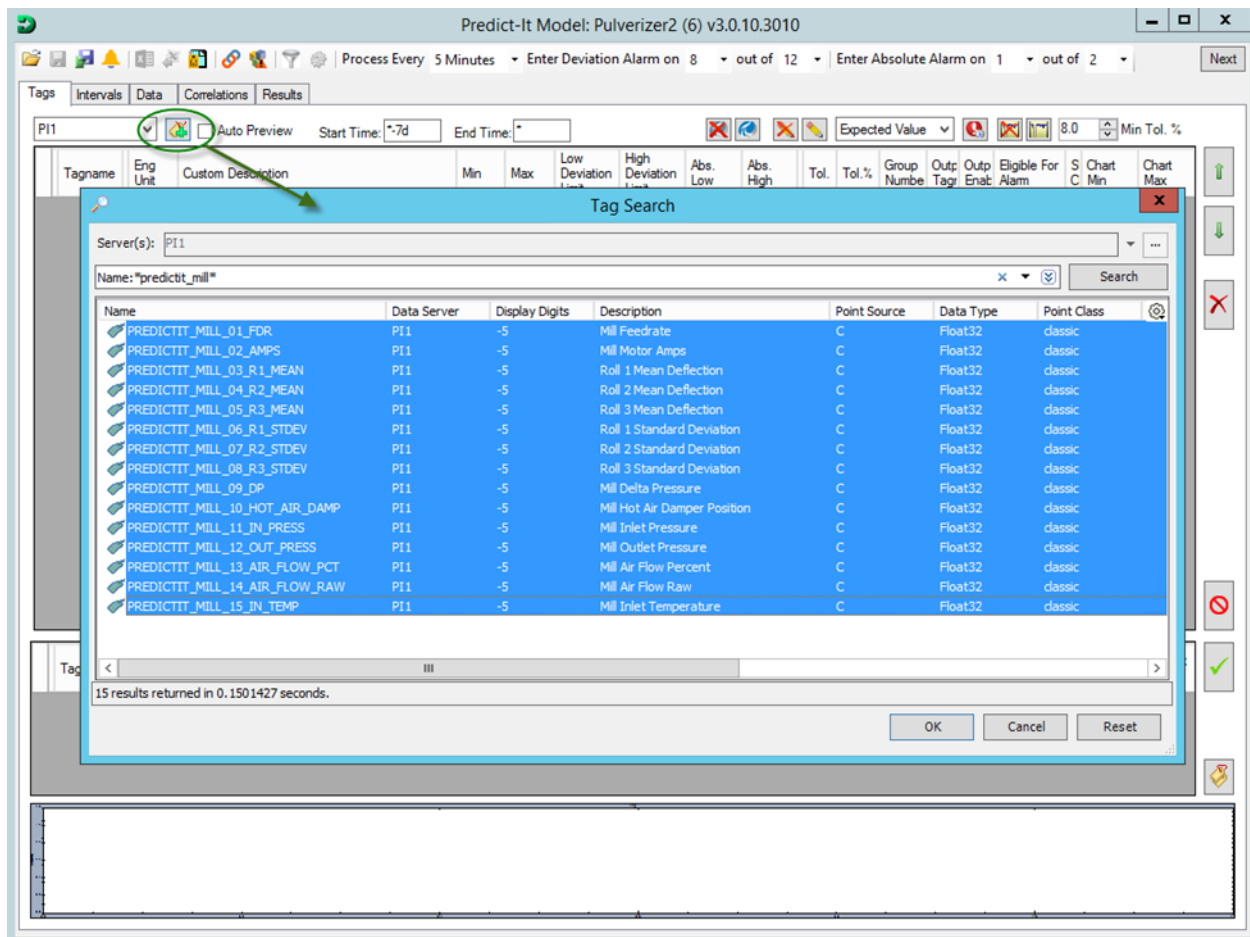 Predict-It Model: Pulverizer2 (6) v3.0.10.3010
Process Every 5 Minutes Enter Deviation Alarm on 8 out of 12 Enter Absolute Alarm on 1 out of 2 Next
Tags Intervals Data Correlations Results
PI1 Auto Preview Start Time: *-7d End Time: * Expected Value 8.0 Min Tol. %
Tagname Eng Unit Custom Description Min Max Low Deviation High Deviation Abs. Low Abs. High Tol. Tol.% Group Numbe Outp Tagr Outp Enab Eligible For Alarm S C Chart Min Chart Max
Tag Search
Server(s): PI1 ...
Name:"predictit_mill*" Search
Name Data Server Display Digits Description Point Source Data Type Point Class
PREDICTIT_MILL_01_FDR PI1 -5 Mill Feedrate C Float32 classic
PREDICTIT_MILL_02_AMPS PI1 -5 Mill Motor Amps C Float32 classic
PREDICTIT_MILL_03_R1_MEAN PI1 -5 Roll 1 Mean Deflection C Float32 classic
PREDICTIT_MILL_04_R2_MEAN PI1 -5 Roll 2 Mean Deflection C Float32 classic
PREDICTIT_MILL_05_R3_MEAN PI1 -5 Roll 3 Mean Deflection C Float32 classic
PREDICTIT_MILL_06_R1_STDEV PI1 -5 Roll 1 Standard Deviation C Float32 classic
PREDICTIT_MILL_07_R2_STDEV PI1 -5 Roll 2 Standard Deviation C Float32 classic
PREDICTIT_MILL_08_R3_STDEV PI1 -5 Roll 3 Standard Deviation C Float32 classic
PREDICTIT_MILL_09_DP PI1 -5 Mill Delta Pressure C Float32 classic
PREDICTIT_MILL_10_HOT_AIR_DAMP PI1 -5 Mill Hot Air Damper Position C Float32 classic
PREDICTIT_MILL_11_IN_PRESS PI1 -5 Mill Inlet Pressure C Float32 classic
PREDICTIT_MILL_12_OUT_PRESS PI1 -5 Mill Outlet Pressure C Float32 classic
PREDICTIT_MILL_13_AIR_FLOW_PCT PI1 -5 Mill Air Flow Percent C Float32 classic
PREDICTIT_MILL_14_AIR_FLOW_RAW PI1 -5 Mill Air Flow Raw C Float32 classic
PREDICTIT_MILL_15_IN_TEMP PI1 -5 Mill Inlet Temperature C Float32 classic
Tag
15 results returned in 0.1501427 seconds.
OK Cancel Reset